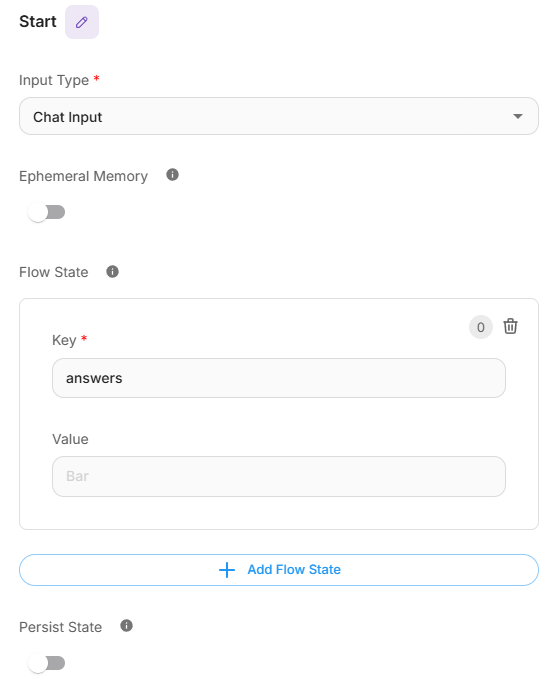 Start
Input Type *
Chat Input
Ephemeral Memory
Flow State
0
Key *
answers
Value
Bar
Add Flow State
Persist State